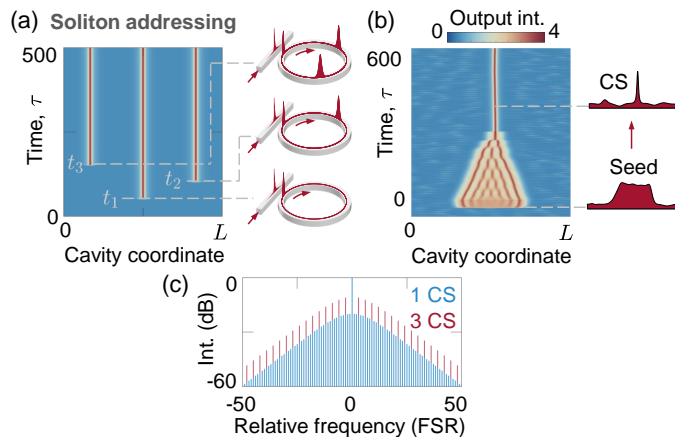 (a) Soliton addressing
500
Time, τ
0
t3
t2
t1
0
L
Cavity coordinate
(b)
Output int.
0
4
600
Time, τ
0
0
L
Cavity coordinate
CS
Seed
(c)
0
Int. (dB)
-60
1 CS
3 CS
-50
0
50
Relative frequency (FSR)